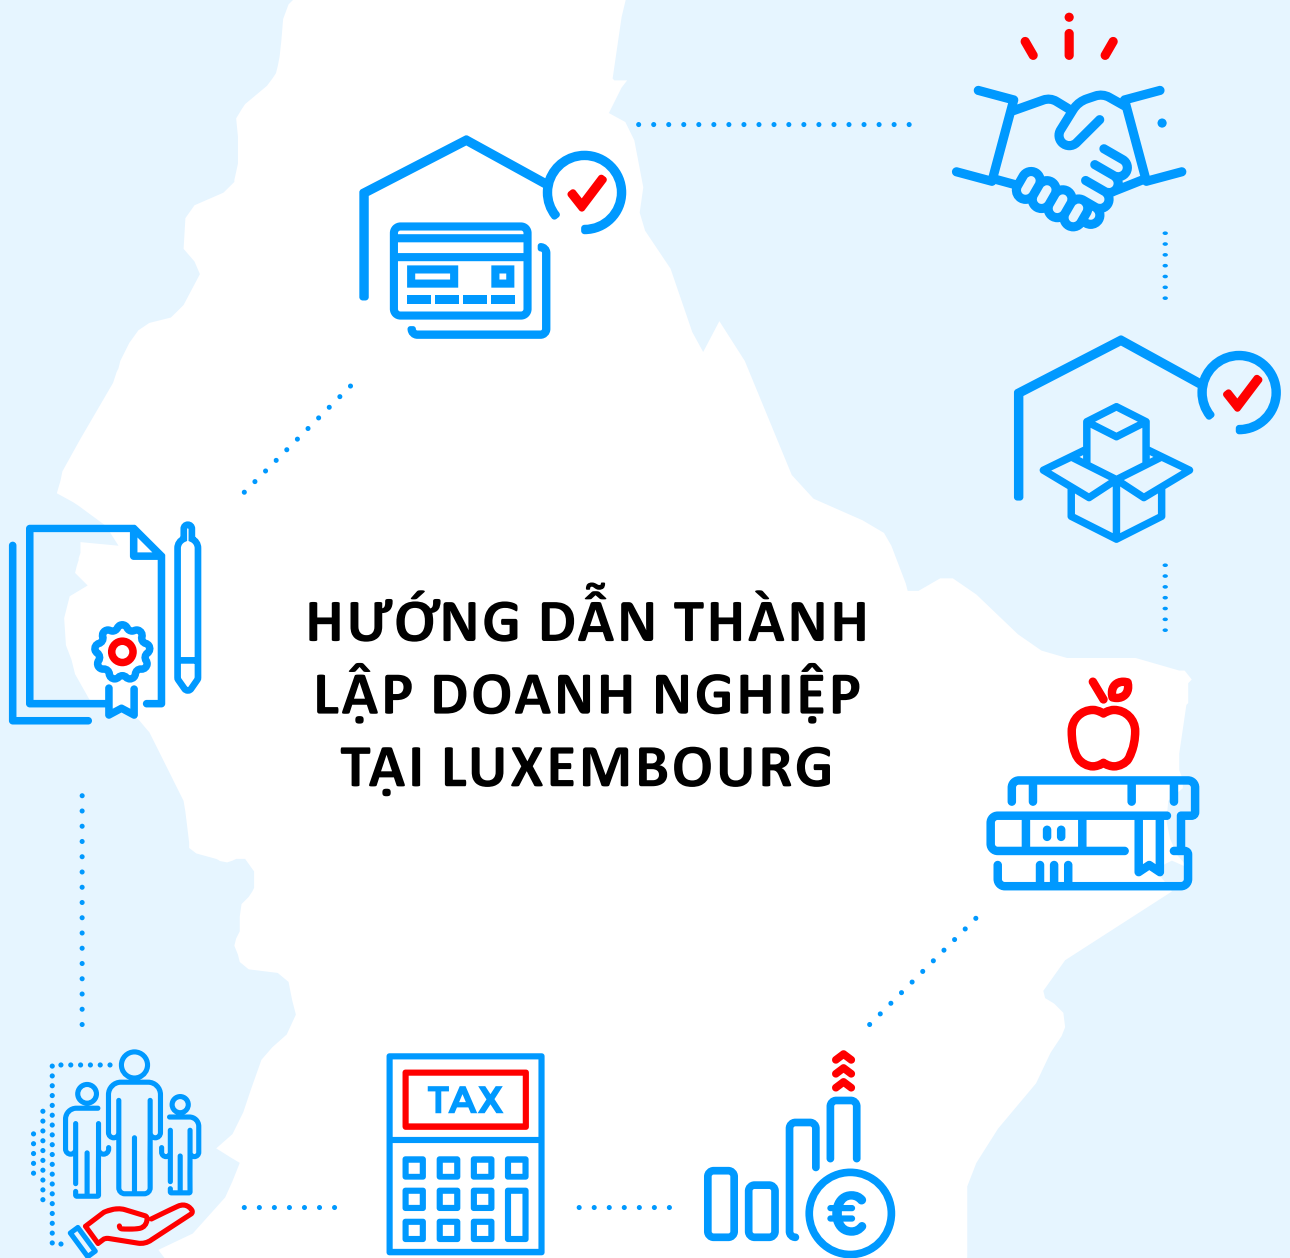 HƯỚNG DẪN THÀNH
LẬP DOANH NGHIỆP
TẠI LUXEMBOURG
TAX
€